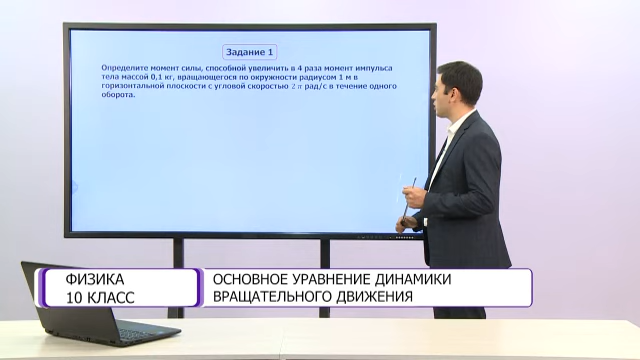 Задание 1
Определите момент силы, способной увеличить в 4 раза момент импульса
тела массой 0,1 кг, вращающегося по окружности радиусом 1 м в
горизонтальной плоскости с угловой скоростью 2 π рад/с в течение одного
оборота.
ФИЗИКА
10 КЛАСС
ОСНОВНОЕ УРАВНЕНИЕ ДИНАМИКИ
ВРАЩАТЕЛЬНОГО ДВИЖЕНИЯ